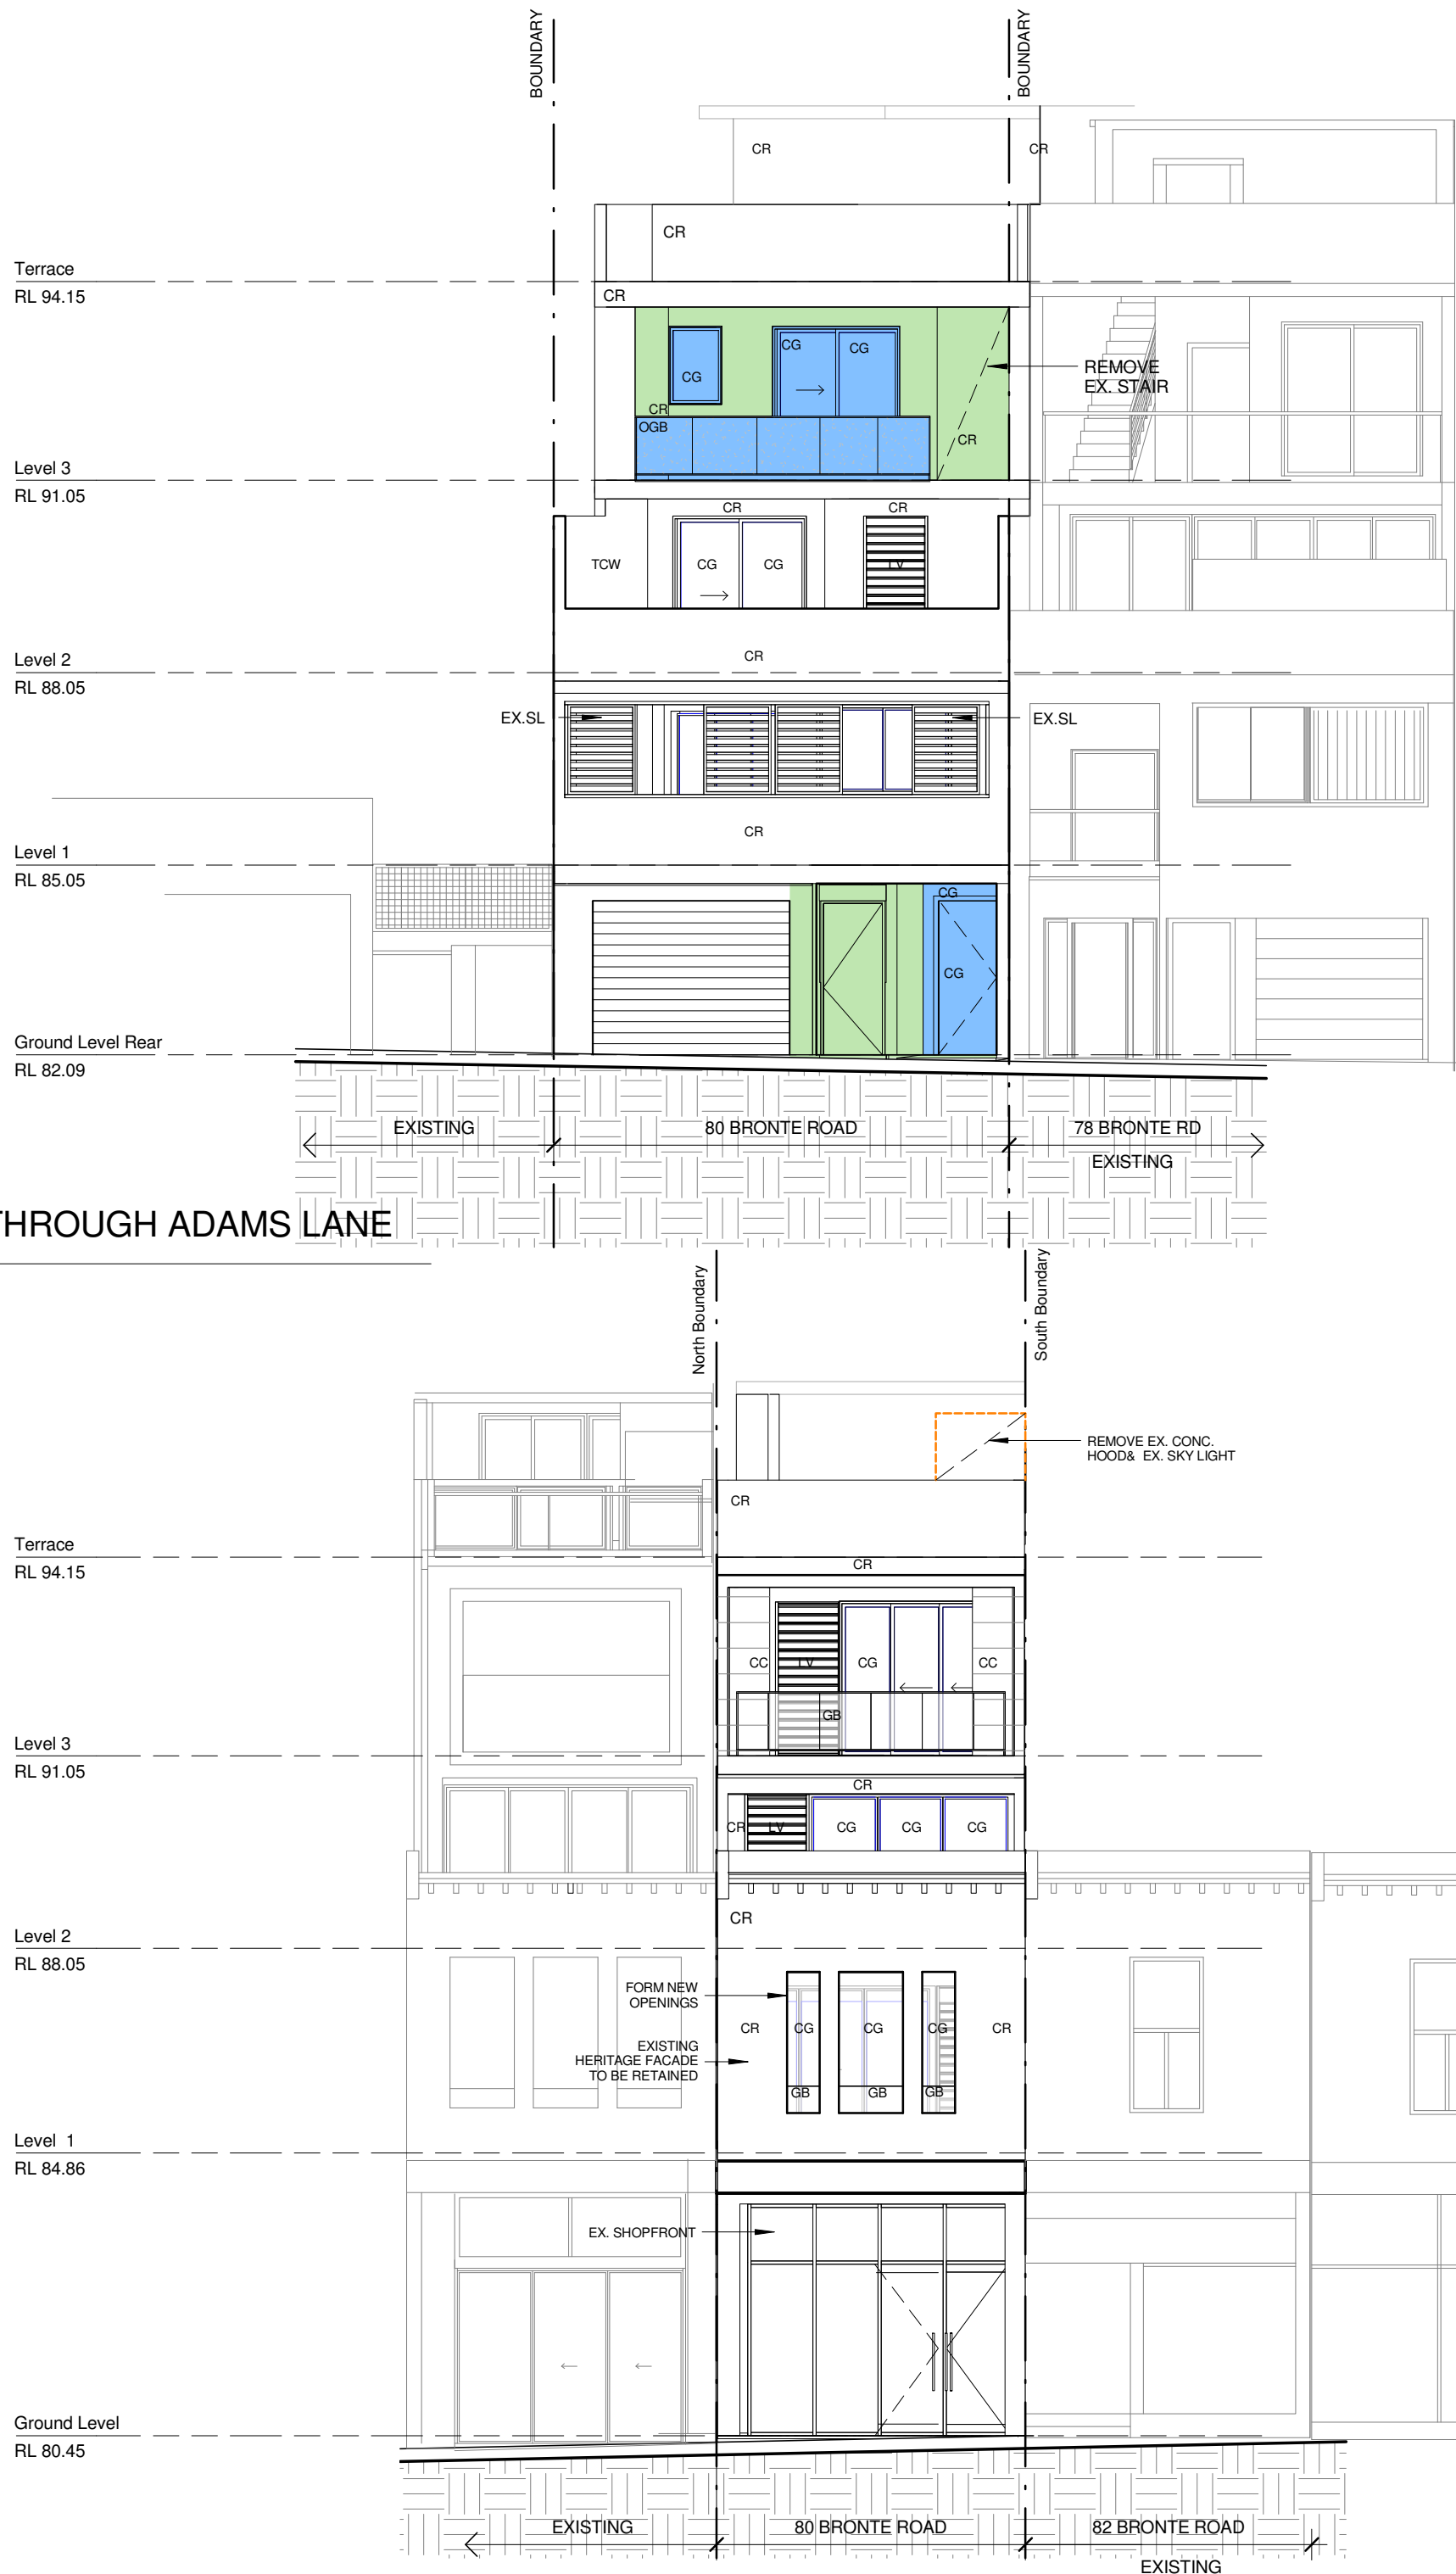 BOUNDARY
BOUNDARY
CR
CR
CR
Terrace
RL 94.15
CR
CG
CG
CG
REMOVE
EX. STAIR
CR
OGB
CR
Level 3
RL 91.05
CR
CR
TCW
CG
CG
LV
Level 2
RL 88.05
CR
EX.SL
EX.SL
CR
Level 1
RL 85.05
CG
CG
Ground Level Rear
RL 82.09
EXISTING
80 BRONTE ROAD
78 BRONTE RD
EXISTING
THROUGH ADAMS LANE
North Boundary
South Boundary
REMOVE EX. CONC.
HOOD& EX. SKY LIGHT
CR
Terrace
RL 94.15
CR
CC
LV
CG
CC
GB
Level 3
RL 91.05
CR
CR
LV
CG
CG
CG
CR
Level 2
RL 88.05
FORM NEW
OPENINGS
CR
CG
CG
CG
CR
EXISTING
HERITAGE FACADE
TO BE RETAINED
GB
GB
GB
Level 1
RL 84.86
EX. SHOPFRONT
Ground Level
RL 80.45
EXISTING
80 BRONTE ROAD
82 BRONTE ROAD
EXISTING